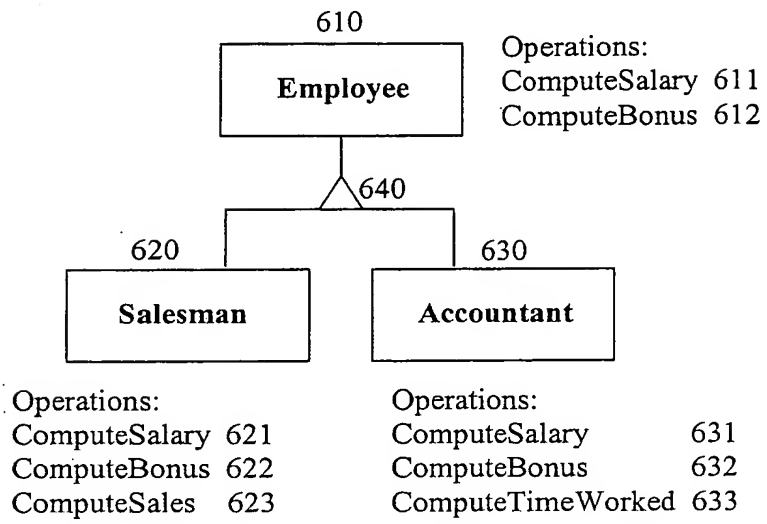 610
Employee
Operations:
ComputeSalary 611
ComputeBonus 612
640
620
Salesman
630
Accountant
Operations:
ComputeSalary 621
ComputeBonus 622
ComputeSales 623
Operations:
ComputeSalary 631
ComputeBonus 632
ComputeTimeWorked 633